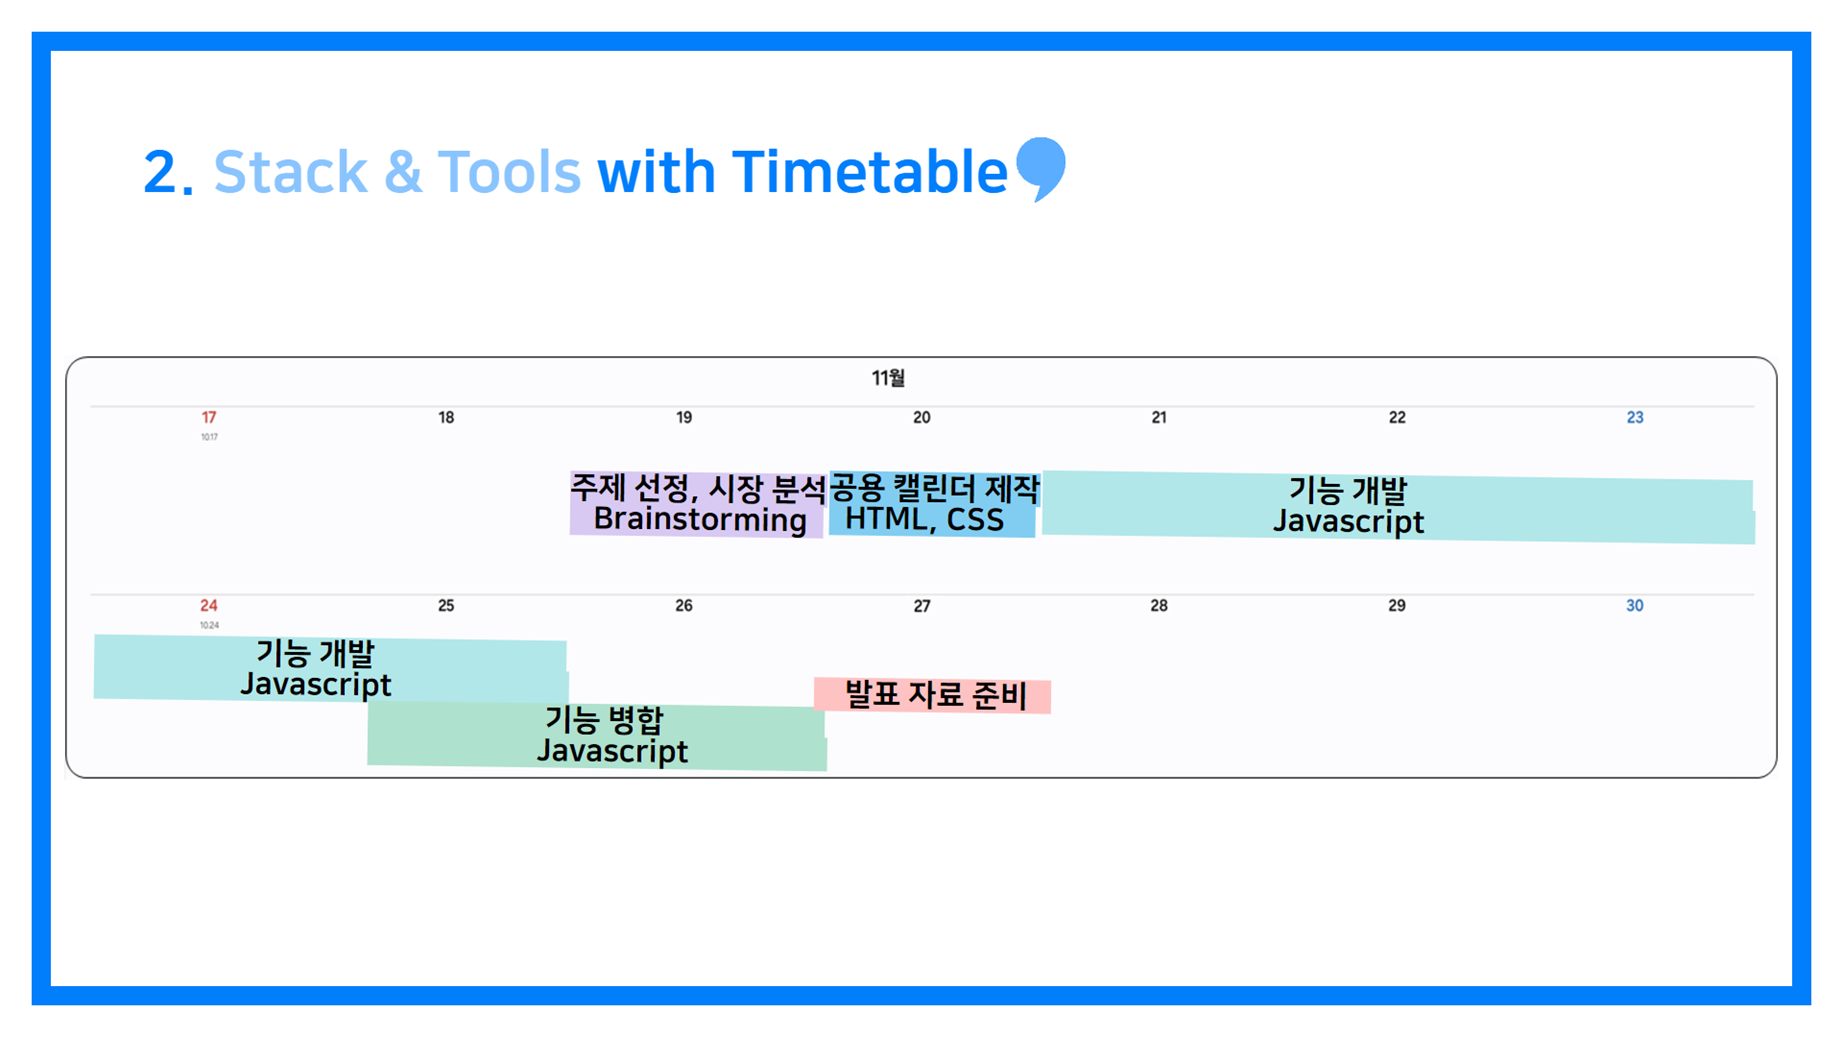 2. Stack & Tools with Timetable
11월
17 18 19 20 21 22 23
10.17
주제 선정, 시장 분석 공용 캘린더 제작 기능 개발
Brainstorming HTML, CSS Javascript
24 25 26 27 28 29 30
10.24
기능 개발
Javascript
발표 자료 준비
기능 병합
Javascript